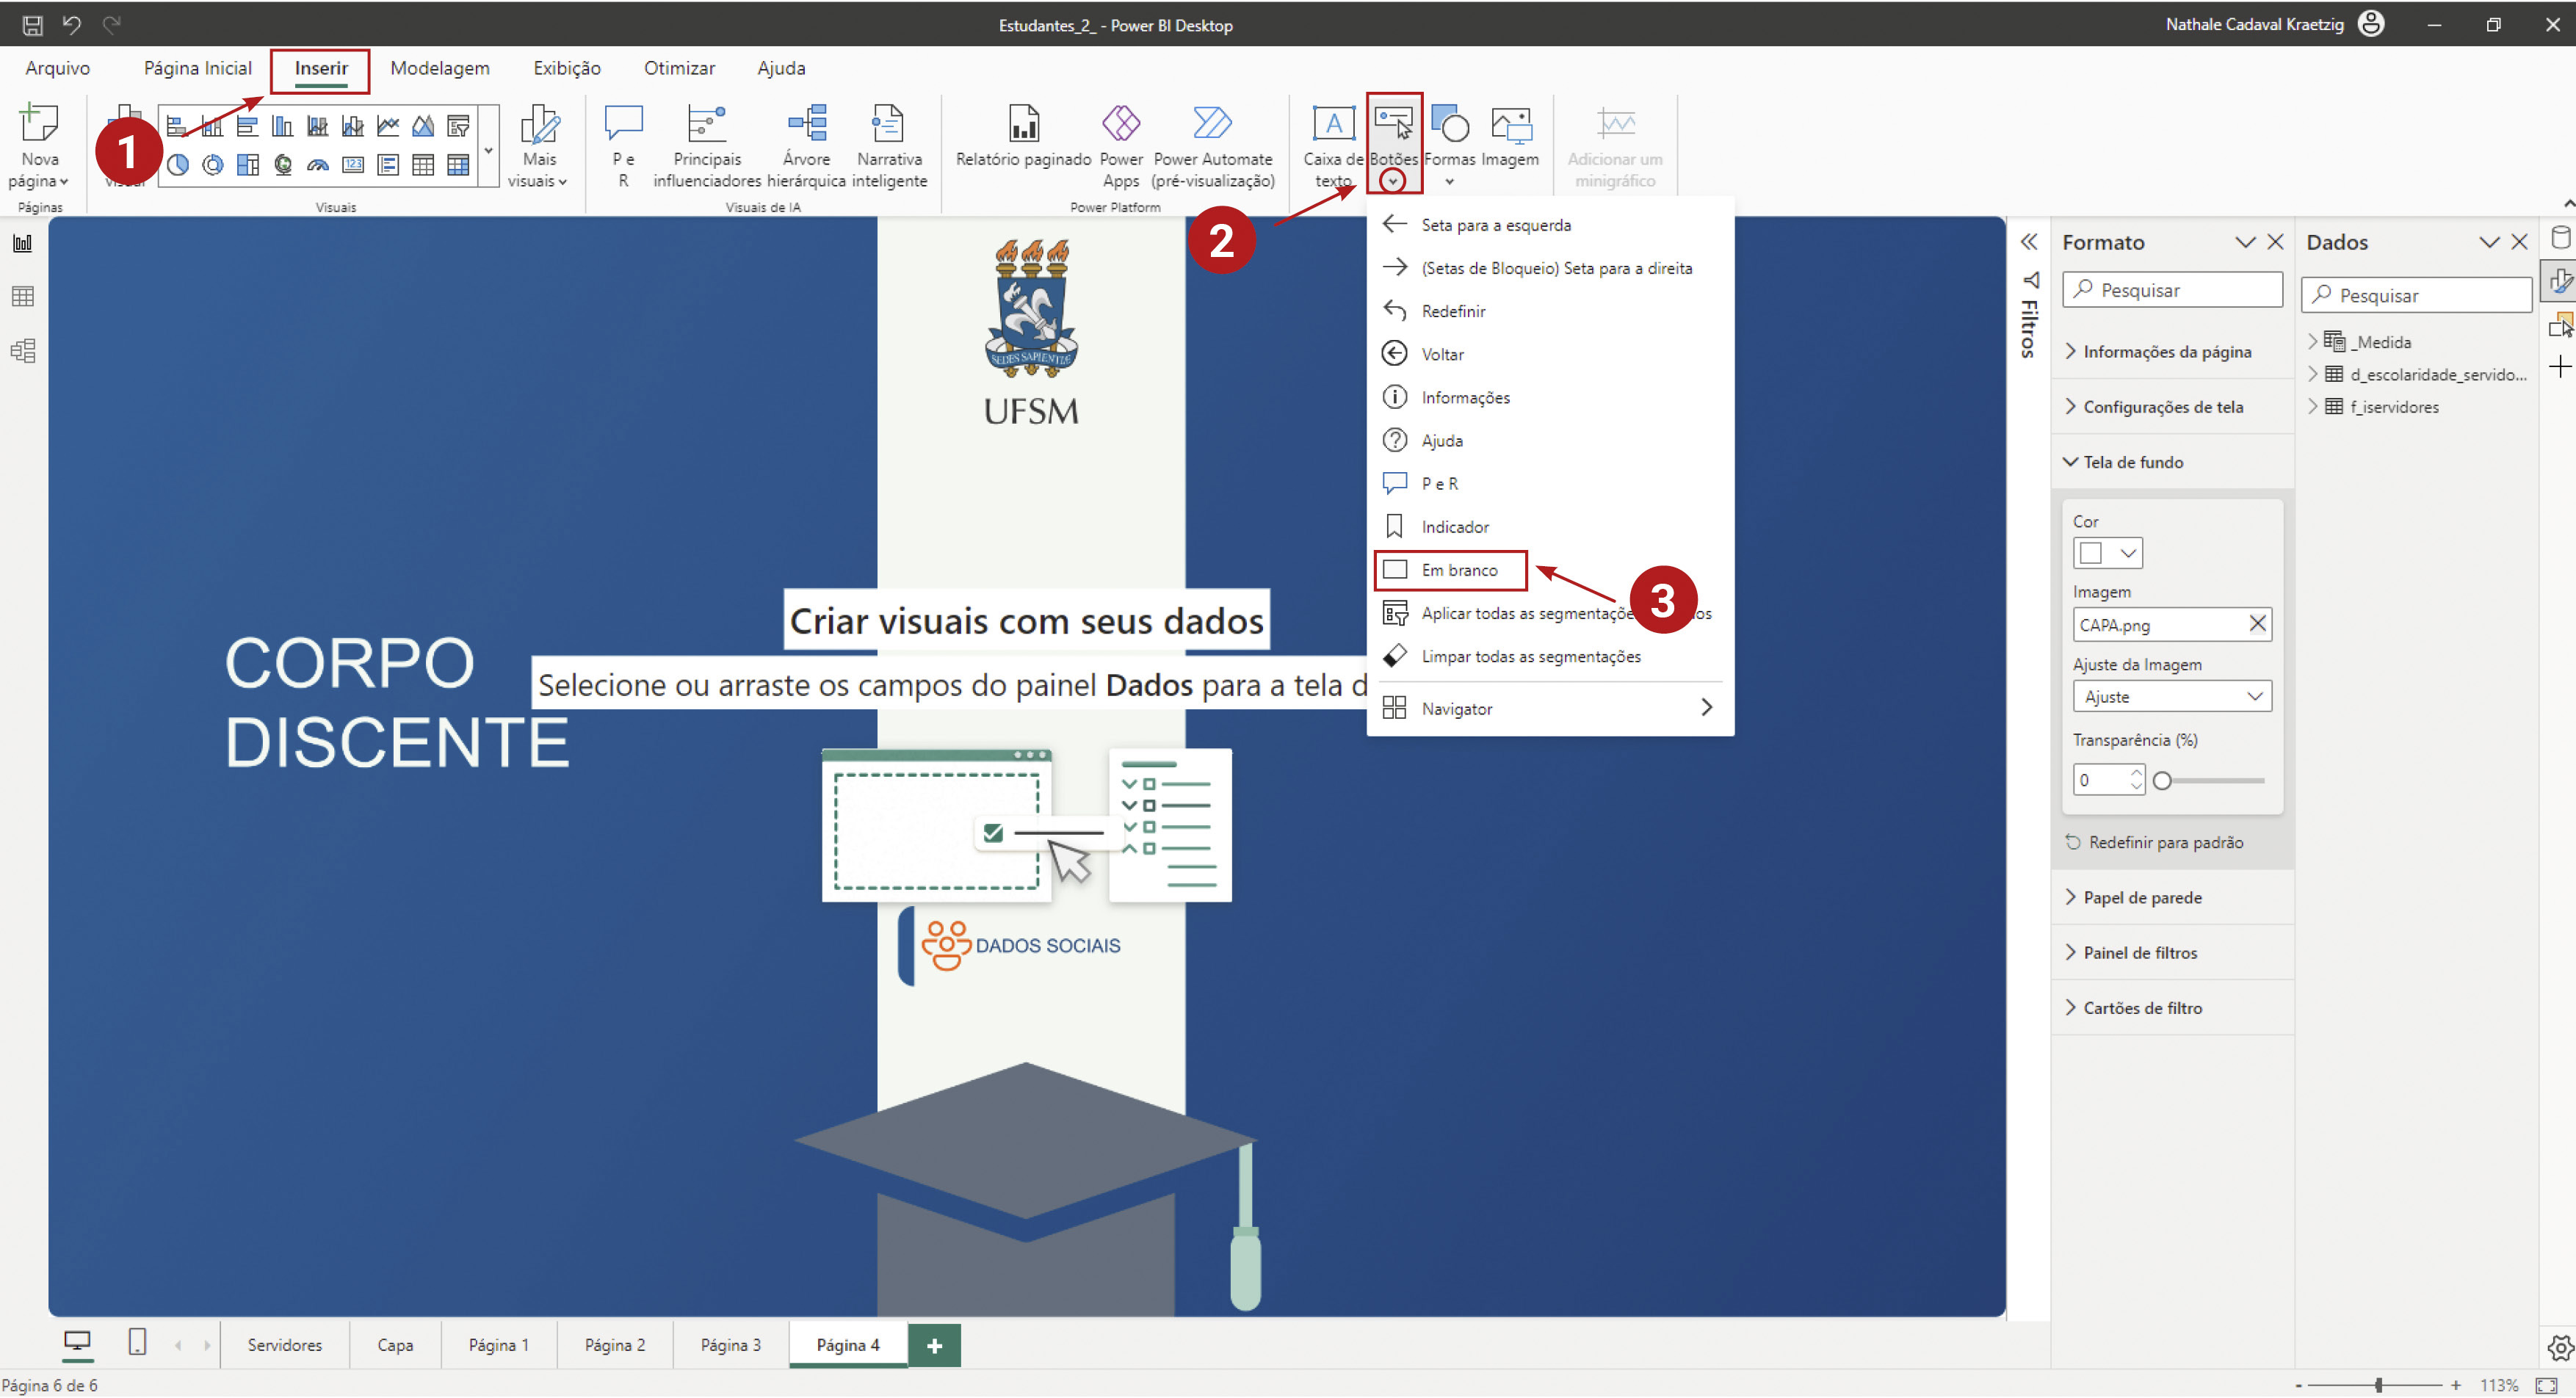 Estudantes_2_ - Power BI Desktop
Nathale Cadaval Kraetzig
Arquivo
Página Inicial
Inserir
Modelagem
Exibição
Otimizar
Ajuda
1
Nova
página
Páginas
Mais
visuais
Visuais
P e
R
Principais
influenciadores
Árvore
hierárquica
Narrativa
inteligente
Visuais de IA
Relatório paginado
Power
Apps
Power Automate
(pré-visualização)
Power Platform
Caixa de
texto
Botões
Formas
Imagem
Adicionar um
minigráfico
2
Seta para a esquerda
(Setas de Bloqueio) Seta para a direita
Redefinir
Voltar
Informações
Ajuda
P e R
Indicador
Em branco
3
Aplicar todas as segmentaçõe
Limpar todas as segmentações
Navigator
SEDES SAPIENTIÆ
UFSM
CORPO
DISCENTE
Criar visuais com seus dados
Selecione ou arraste os campos do painel Dados para a tela d
DADOS SOCIAIS
Filtros
Formato
Pesquisar
Informações da página
Configurações de tela
Tela de fundo
Cor
Imagem
CAPA.png
Ajuste da Imagem
Ajuste
Transparência (%)
0
Redefinir para padrão
Papel de parede
Painel de filtros
Cartões de filtro
Dados
Pesquisar
_Medida
d_escolaridade_servido...
f_iservidores
Servidores
Capa
Página 1
Página 2
Página 3
Página 4
+
Página 6 de 6
- + 113%